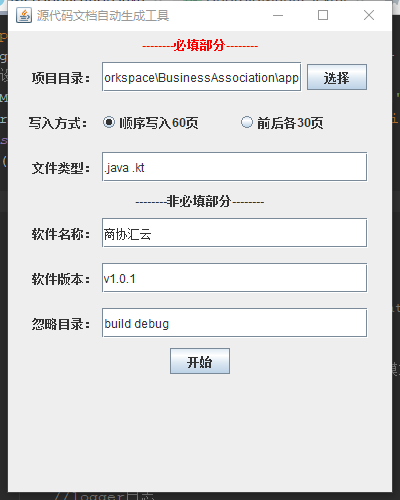 源代码文档自动生成工具
--------必填部分--------
项目目录： orkspace\BusinessAssociation\app 选择
写入方式： 顺序写入60页 前后各30页
文件类型： .java .kt
--------非必填部分--------
软件名称： 商协汇云
软件版本： v1.0.1
忽略目录： build debug
开始
//logger日志